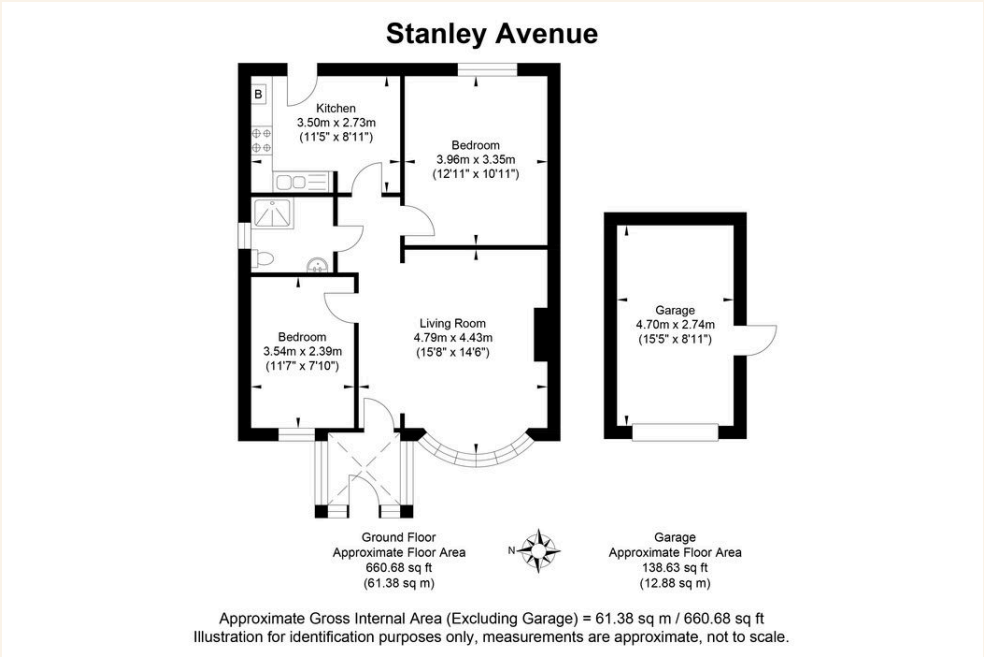 Stanley Avenue
B
Kitchen
3.50m x 2.73m
(11'5" x 8'11")
Bedroom
3.96m x 3.35m
(12'11" x 10'11")
Bedroom
3.54m x 2.39m
(11'7" x 7'10")
Living Room
4.79m x 4.43m
(15'8" x 14'6")
Garage
4.70m x 2.74m
(15'5" x 8'11")
Ground Floor
Approximate Floor Area
660.68 sq ft
(61.38 sq m)
N
Garage
Approximate Floor Area
138.63 sq ft
(12.88 sq m)
Approximate Gross Internal Area (Excluding Garage) = 61.38 sq m / 660.68 sq ft
Illustration for identification purposes only, measurements are approximate, not to scale.